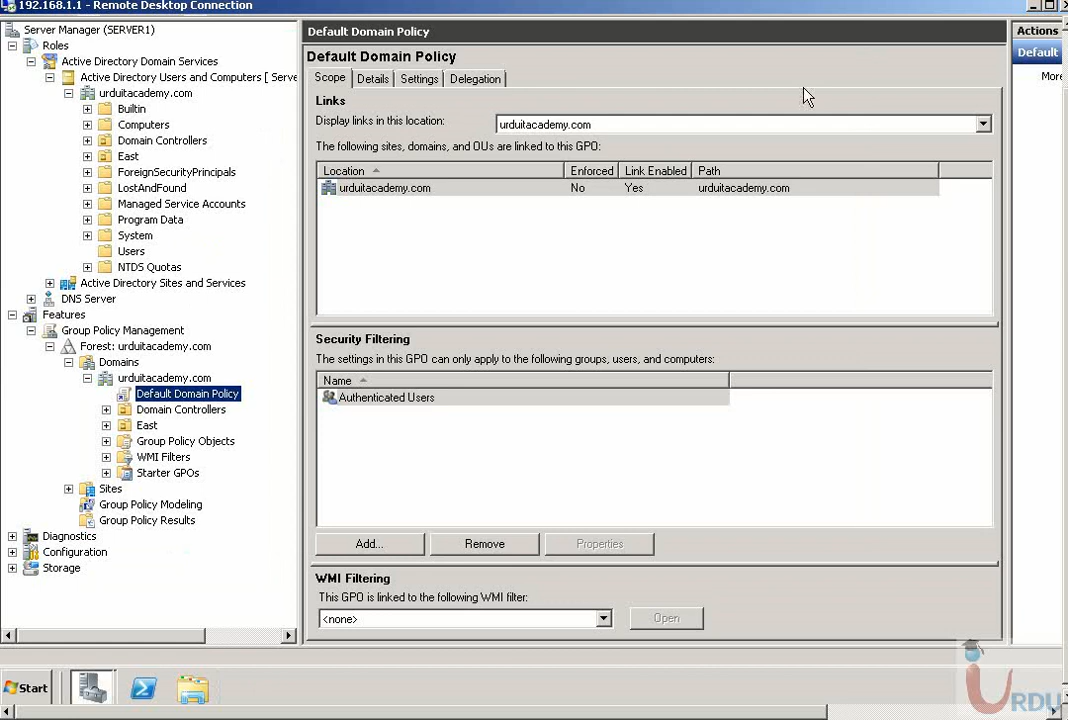 192.168.1.1 - Remote Desktop Connection
Server Manager (SERVER1)
Roles
Active Directory Domain Services
Active Directory Users and Computers [ Serve
urduitacademy.com
Builtin
Computers
Domain Controllers
East
ForeignSecurityPrincipals
LostAndFound
Managed Service Accounts
Program Data
System
Users
NTDS Quotas
Active Directory Sites and Services
DNS Server
Features
Group Policy Management
Forest: urduitacademy.com
Domains
urduitacademy.com
Default Domain Policy
Domain Controllers
East
Group Policy Objects
WMI Filters
Starter GPOs
Sites
Group Policy Modeling
Group Policy Results
Diagnostics
Configuration
Storage
Default Domain Policy
Default Domain Policy
Scope Details Settings Delegation
Links
Display links in this location: urduitacademy.com
The following sites, domains, and OUs are linked to this GPO:
Location Enforced Link Enabled Path
urduitacademy.com No Yes urduitacademy.com
Security Filtering
The settings in this GPO can only apply to the following groups, users, and computers:
Name
Authenticated Users
Add... Remove Properties
WMI Filtering
This GPO is linked to the following WMI filter:
<none> Open
Actions
Default
More
Start
URDU